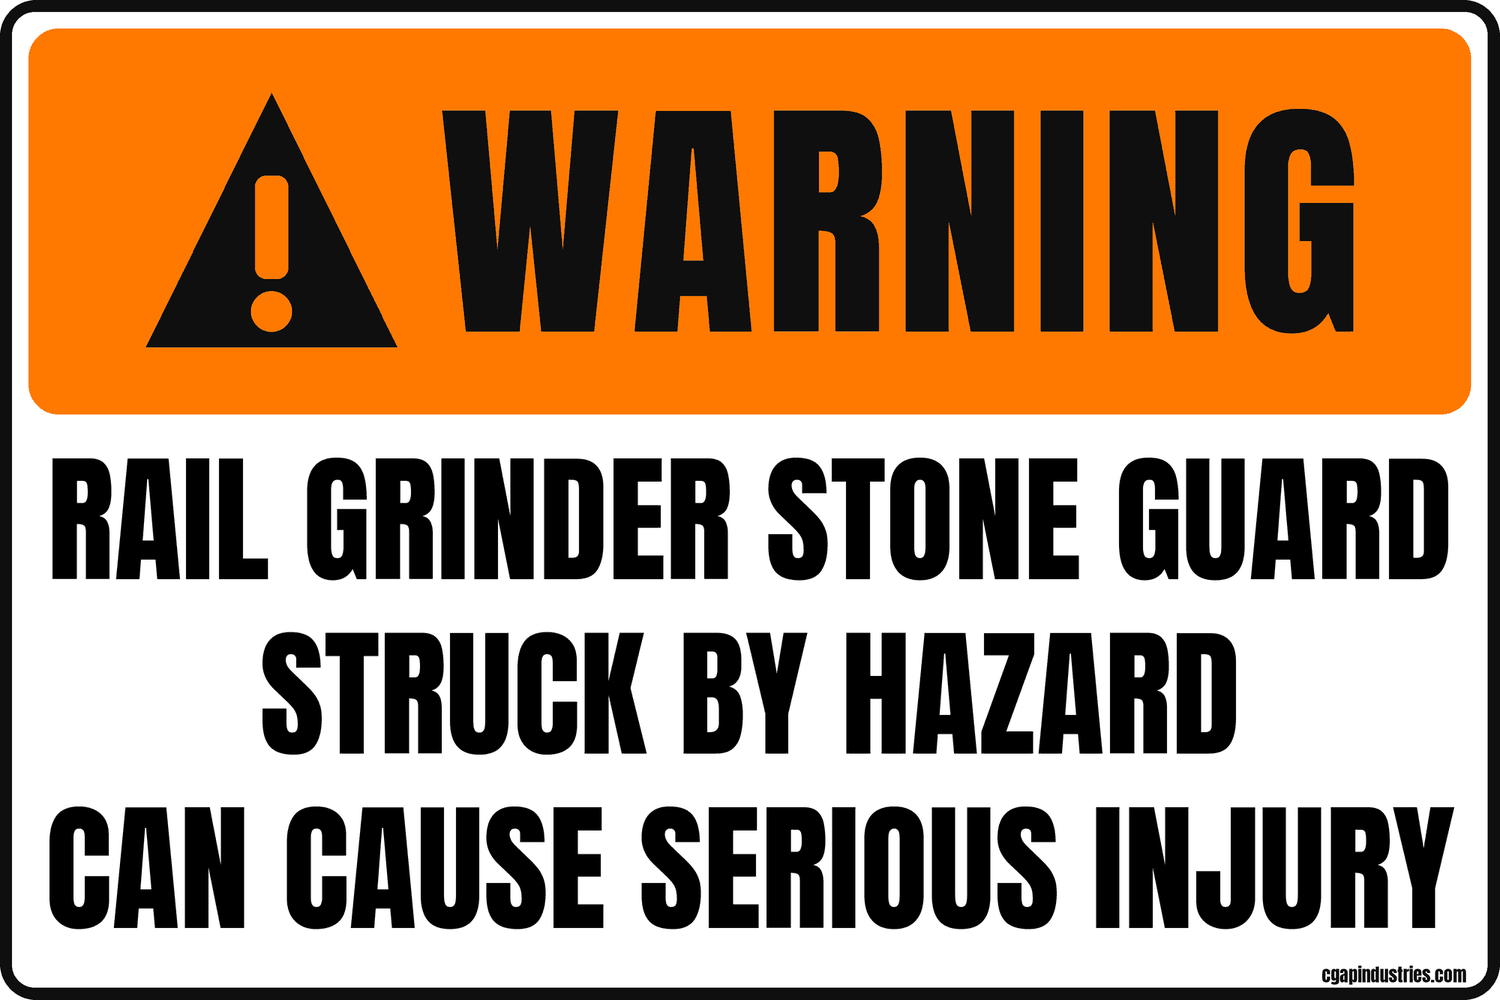 WARNING
RAIL GRINDER STONE GUARD
STRUCK BY HAZARD
CAN CAUSE SERIOUS INJURY
cgapindustries.com